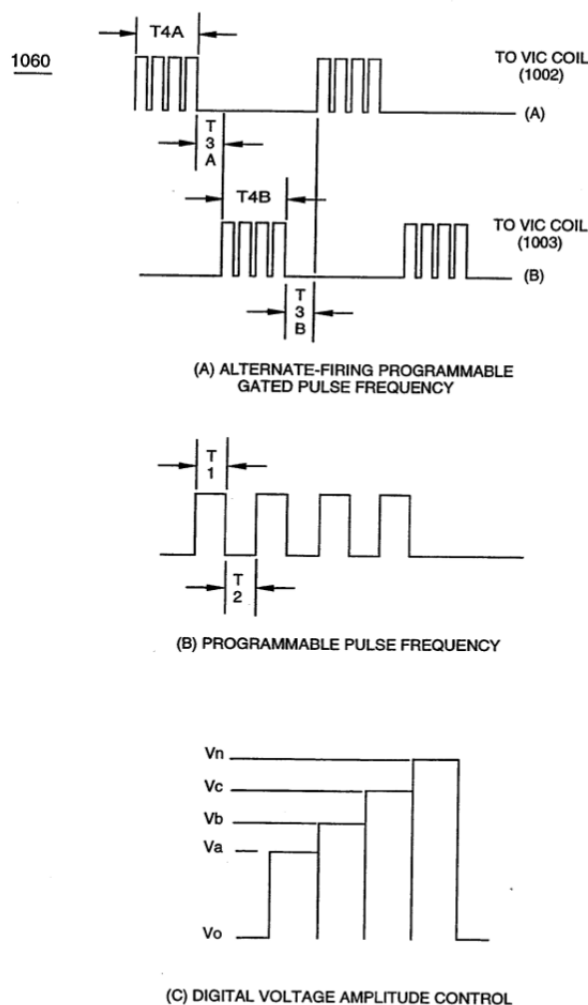 T4A
1060
TO VIC COIL
(1002)
(A)
T
3
A
T4B
TO VIC COIL
(1003)
(B)
T
3
B
(A) ALTERNATE-FIRING PROGRAMMABLE
GATED PULSE FREQUENCY
T
1
T
2
(B) PROGRAMMABLE PULSE FREQUENCY
Vn
Vc
Vb
Va
Vo
(C) DIGITAL VOLTAGE AMPLITUDE CONTROL